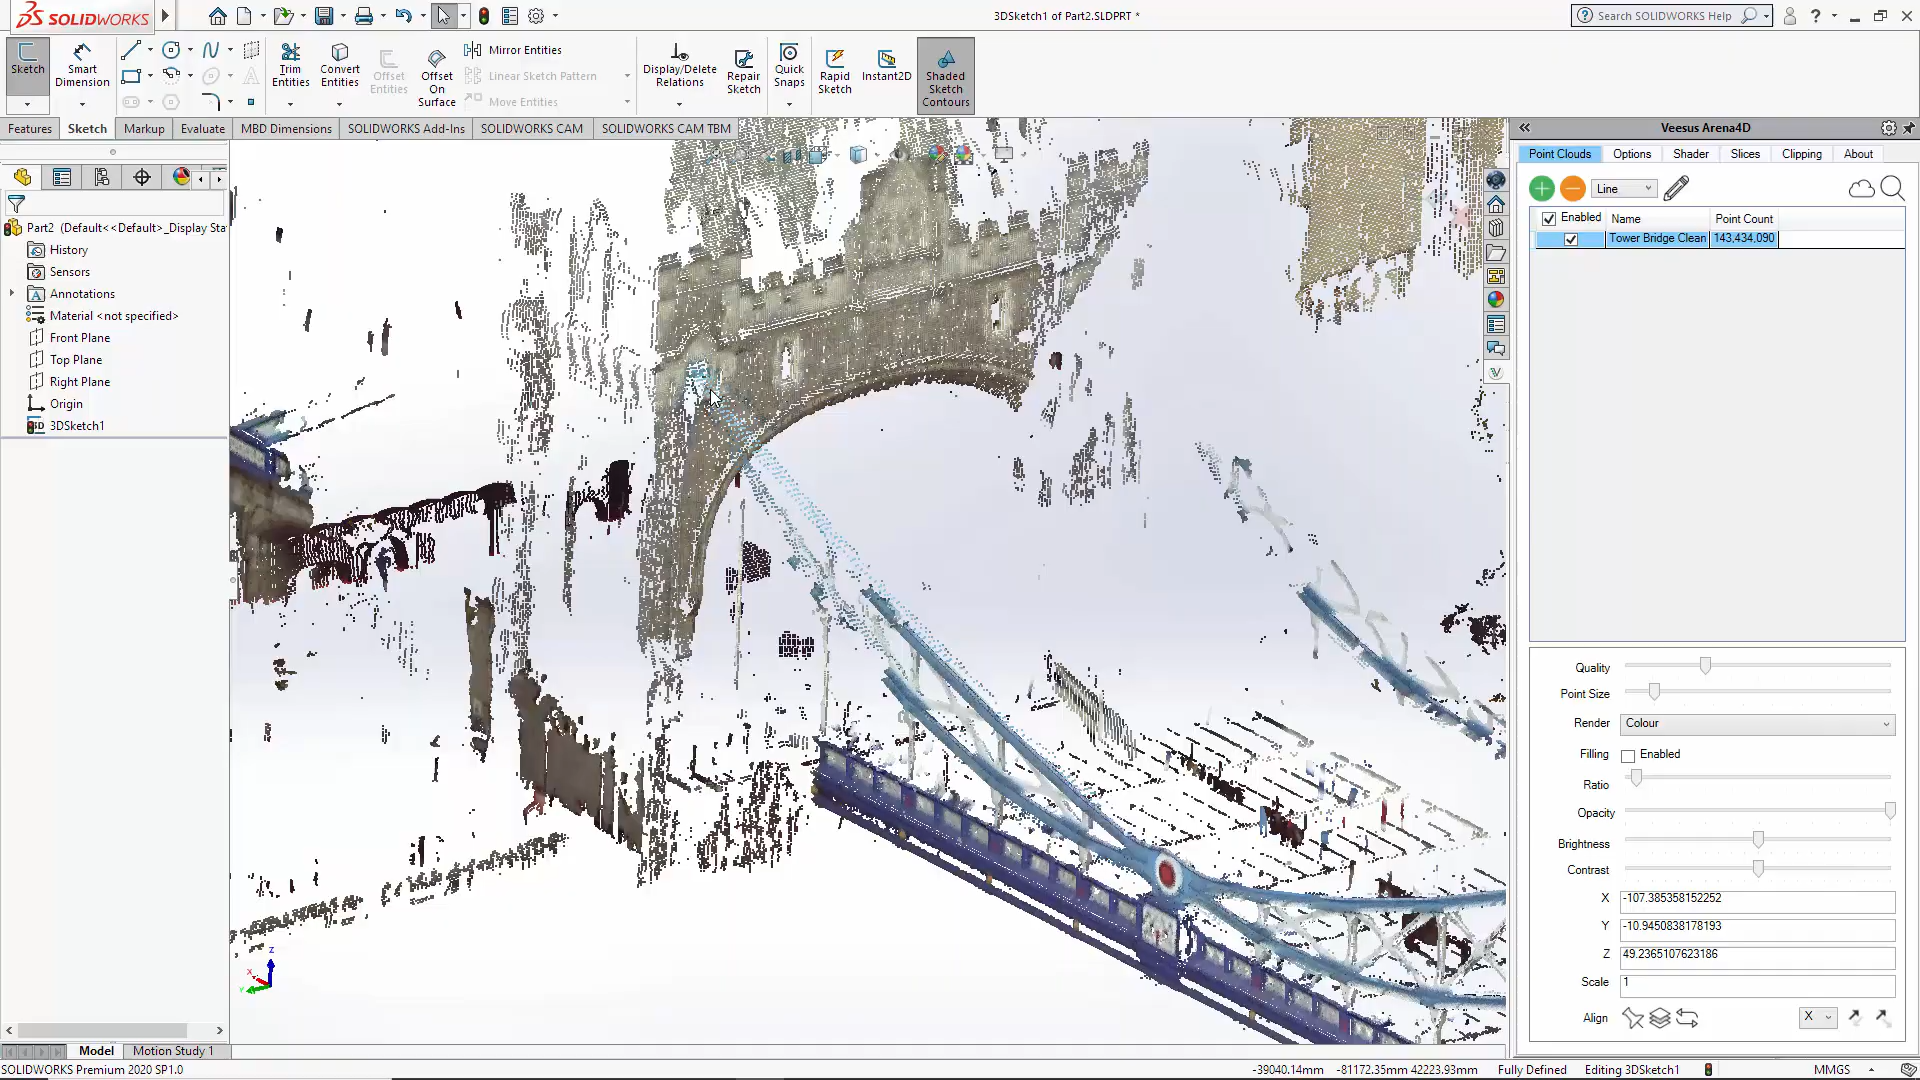 SOLIDWORKS
3DSketch1 of Part2.SLDPRT *
Search SOLIDWORKS Help
Sketch
Smart Dimension
Trim Entities
Convert Entities
Offset Entities
Offset On Surface
Mirror Entities
Linear Sketch Pattern
Move Entities
Display/Delete Relations
Repair Sketch
Quick Snaps
Rapid Sketch
Instant2D
Shaded Sketch Contours
Features
Sketch
Markup
Evaluate
MBD Dimensions
SOLIDWORKS Add-Ins
SOLIDWORKS CAM
SOLIDWORKS CAM TBM
Part2 (Default<<Default>_Display Sta
History
Sensors
Annotations
Material <not specified>
Front Plane
Top Plane
Right Plane
Origin
3DSketch1
Veesus Arena4D
Point Clouds
Options
Shader
Slices
Clipping
About
Line
Enabled Name Point Count
Tower Bridge Clean 143,434,090
Quality
Point Size
Render Colour
Filling Enabled
Ratio
Opacity
Brightness
Contrast
X -107.385358152252
Y -10.9450838178193
Z 49.2365107623186
Scale 1
Align X
Z
X
Y
Model
Motion Study 1
SOLIDWORKS Premium 2020 SP1.0
-39040.14mm -81172.35mm 42223.93mm Fully Defined Editing 3DSketch1 MMGS